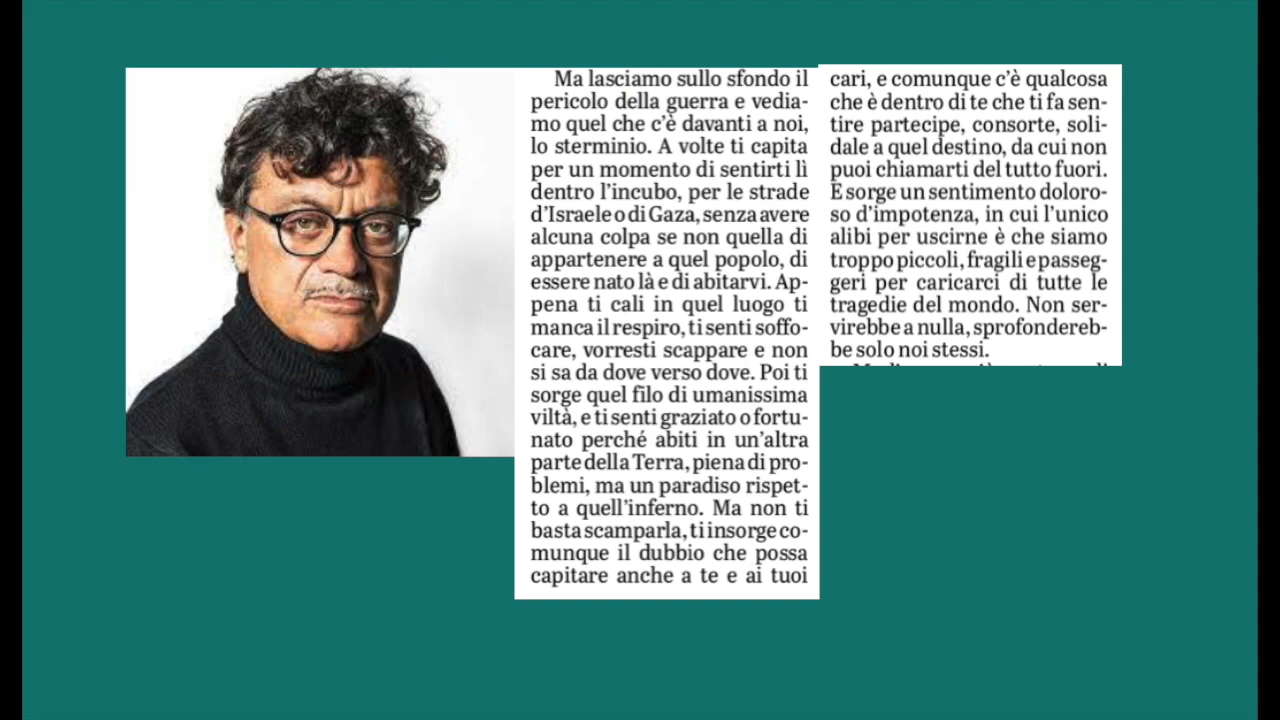 Ma lasciamo sullo sfondo il
pericolo della guerra e vedia-
mo quel che c'è davanti a noi,
lo sterminio. A volte ti capita
per un momento di sentirti lì
dentro l'incubo, per le strade
d'Israele o di Gaza, senza avere
alcuna colpa se non quella di
appartenere a quel popolo, di
essere nato là e di abitarvi. Ap-
pena ti cali in quel luogo ti
manca il respiro, ti senti soffo-
care, vorresti scappare e non
si sa da dove verso dove. Poi ti
sorge quel filo di umanissima
viltà, e ti senti graziato o fortu-
nato perché abiti in un'altra
parte della Terra, piena di pro-
blemi, ma un paradiso rispet-
to a quell'inferno. Ma non ti
basta scamparla, ti insorge co-
munque il dubbio che possa
capitare anche a te e ai tuoi
cari, e comunque c'è qualcosa
che è dentro di te che ti fa sen-
tire partecipe, consorte, soli-
dale a quel destino, da cui non
puoi chiamarti del tutto fuori.
E sorge un sentimento doloro-
so d'impotenza, in cui l'unico
alibi per uscirne è che siamo
troppo piccoli, fragili e passeg-
geri per caricarci di tutte le
tragedie del mondo. Non ser-
virebbe a nulla, sprofondereb-
be solo noi stessi.